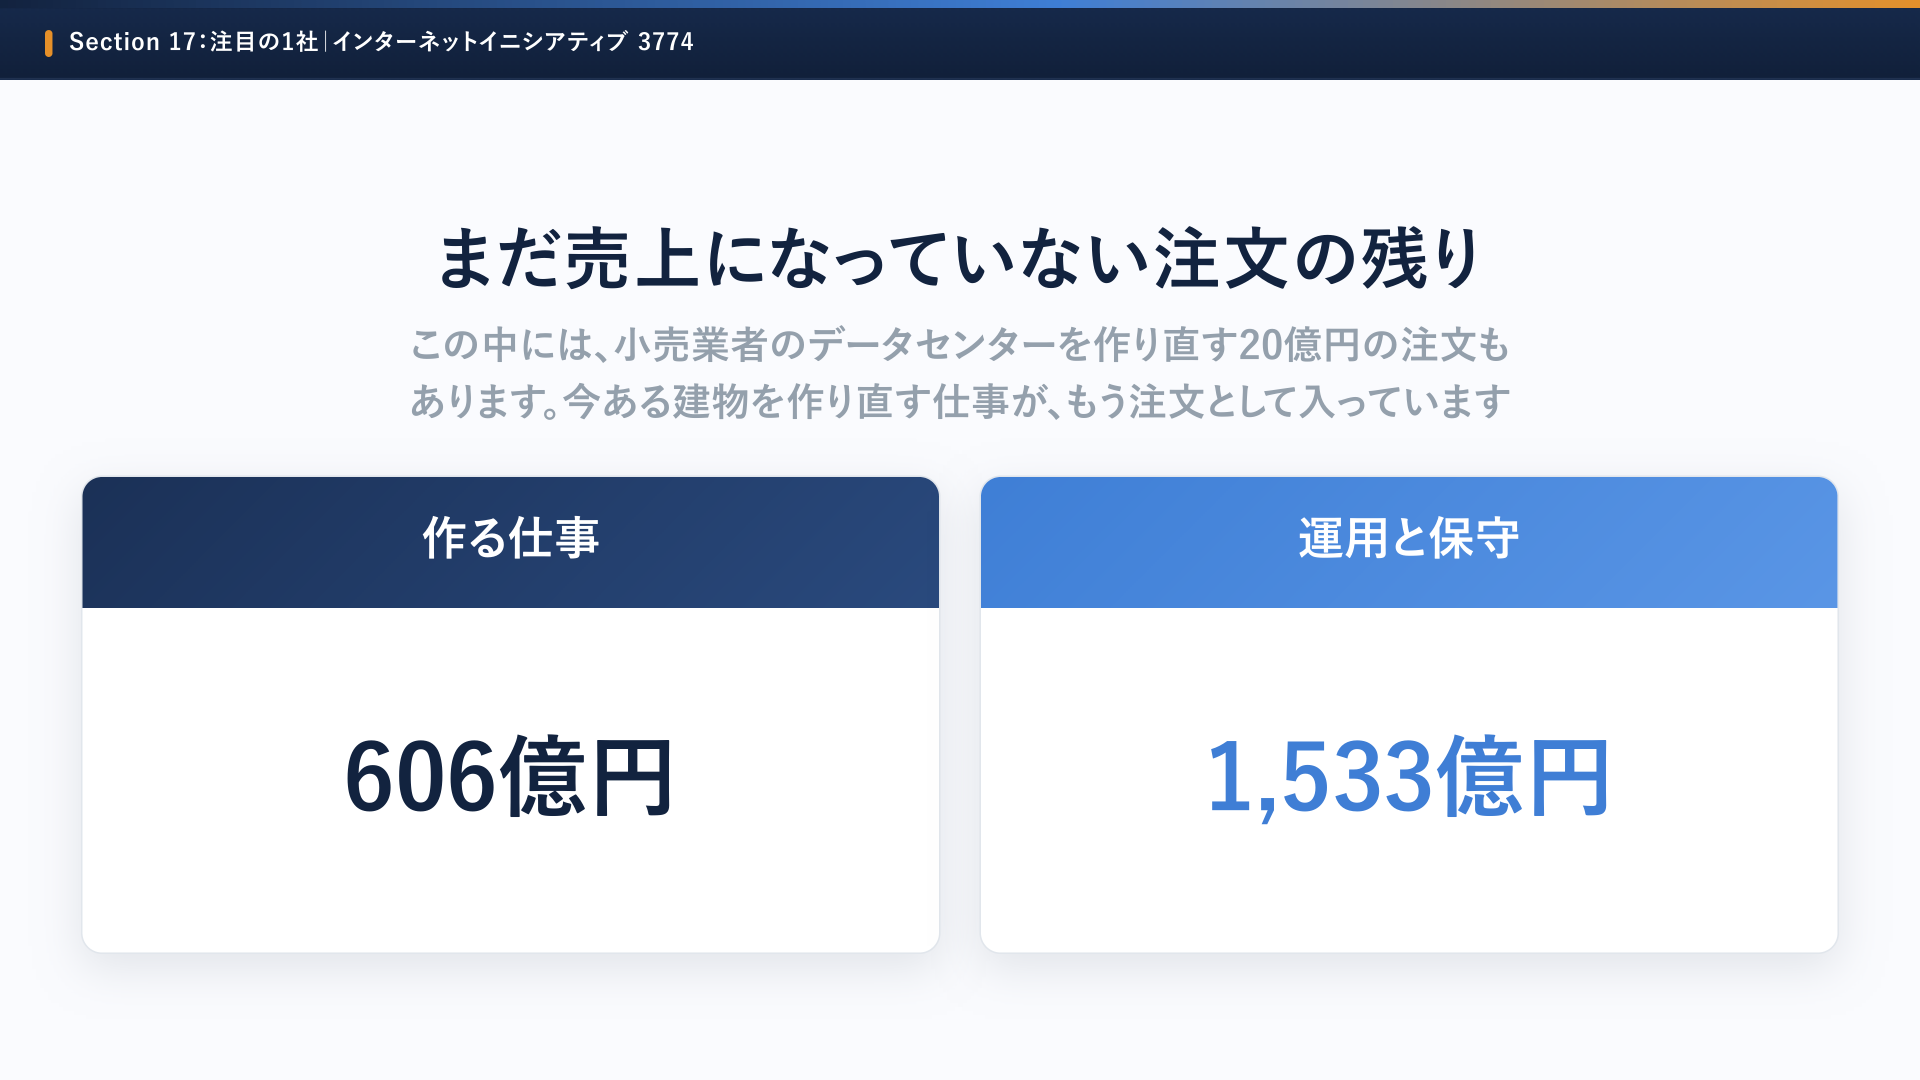 Section 17：注目の1社｜インターネットイニシアティブ 3774
まだ売上になっていない注文の残り
この中には、小売業者のデータセンターを作り直す20億円の注文も
あります。今ある建物を作り直す仕事が、もう注文として入っています
作る仕事
運用と保守
606億円
1,533億円